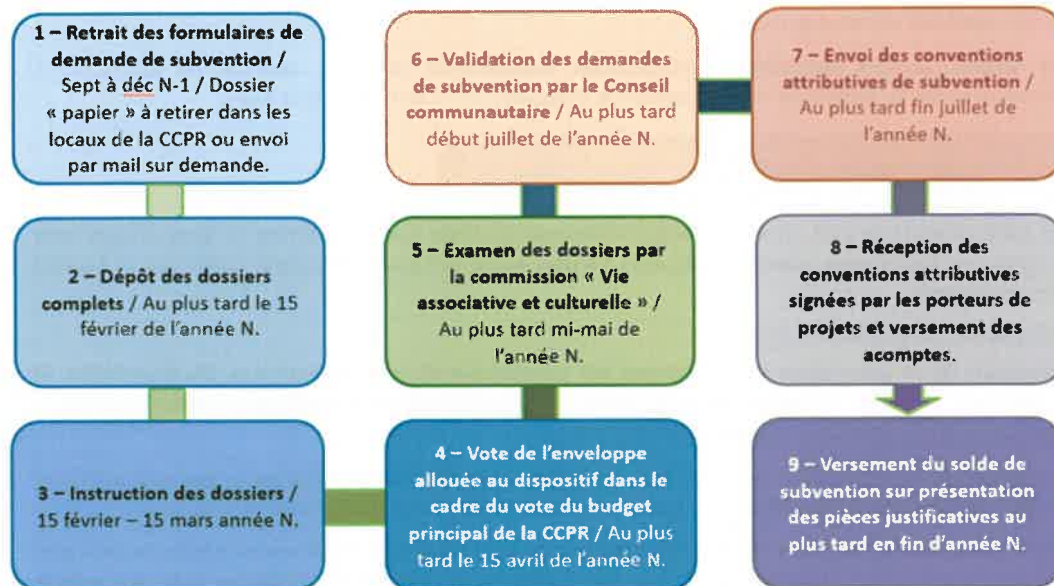 1 – Retrait des formulaires de
demande de subvention /
Sept à déc N-1 / Dossier
« papier » à retirer dans les
locaux de la CCPR ou envoi
par mail sur demande.
2 – Dépôt des dossiers
complets / Au plus tard le 15
février de l'année N.
3 – Instruction des dossiers /
15 février – 15 mars année N.
4 – Vote de l'enveloppe
allouée au dispositif dans le
cadre du vote du budget
principal de la CCPR / Au plus
tard le 15 avril de l'année N.
5 – Examen des dossiers par
la commission « Vie
associative et culturelle » /
Au plus tard mi-mai de
l'année N.
6 – Validation des demandes
de subvention par le Conseil
communautaire / Au plus tard
début juillet de l'année N.
7 – Envoi des conventions
attributives de subvention /
Au plus tard fin juillet de
l'année N.
8 – Réception des
conventions attributives
signées par les porteurs de
projets et versement des
acomptes.
9 – Versement du solde de
subvention sur présentation
des pièces justificatives au
plus tard en fin d'année N.